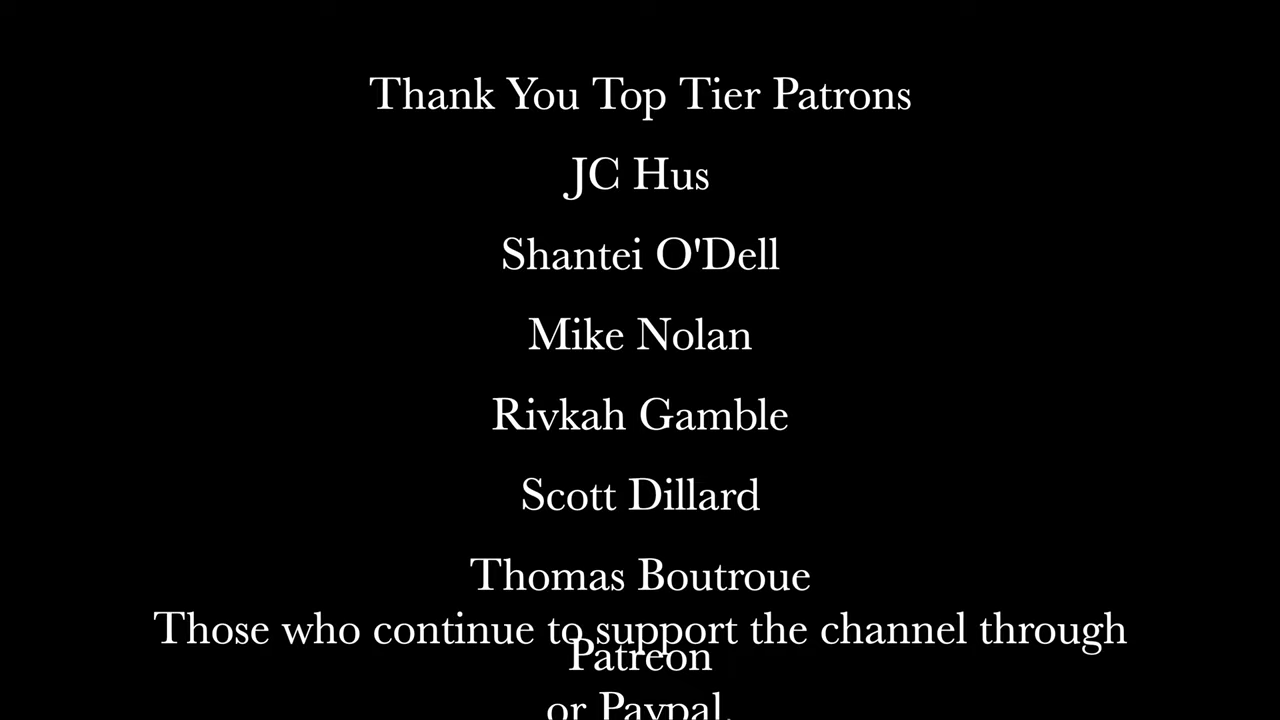 Thank You Top Tier Patrons
JC Hus
Shantei O'Dell
Mike Nolan
Rivkah Gamble
Scott Dillard
Thomas Boutroue
Those who continue to support the channel through
Patreon
or Paypal.